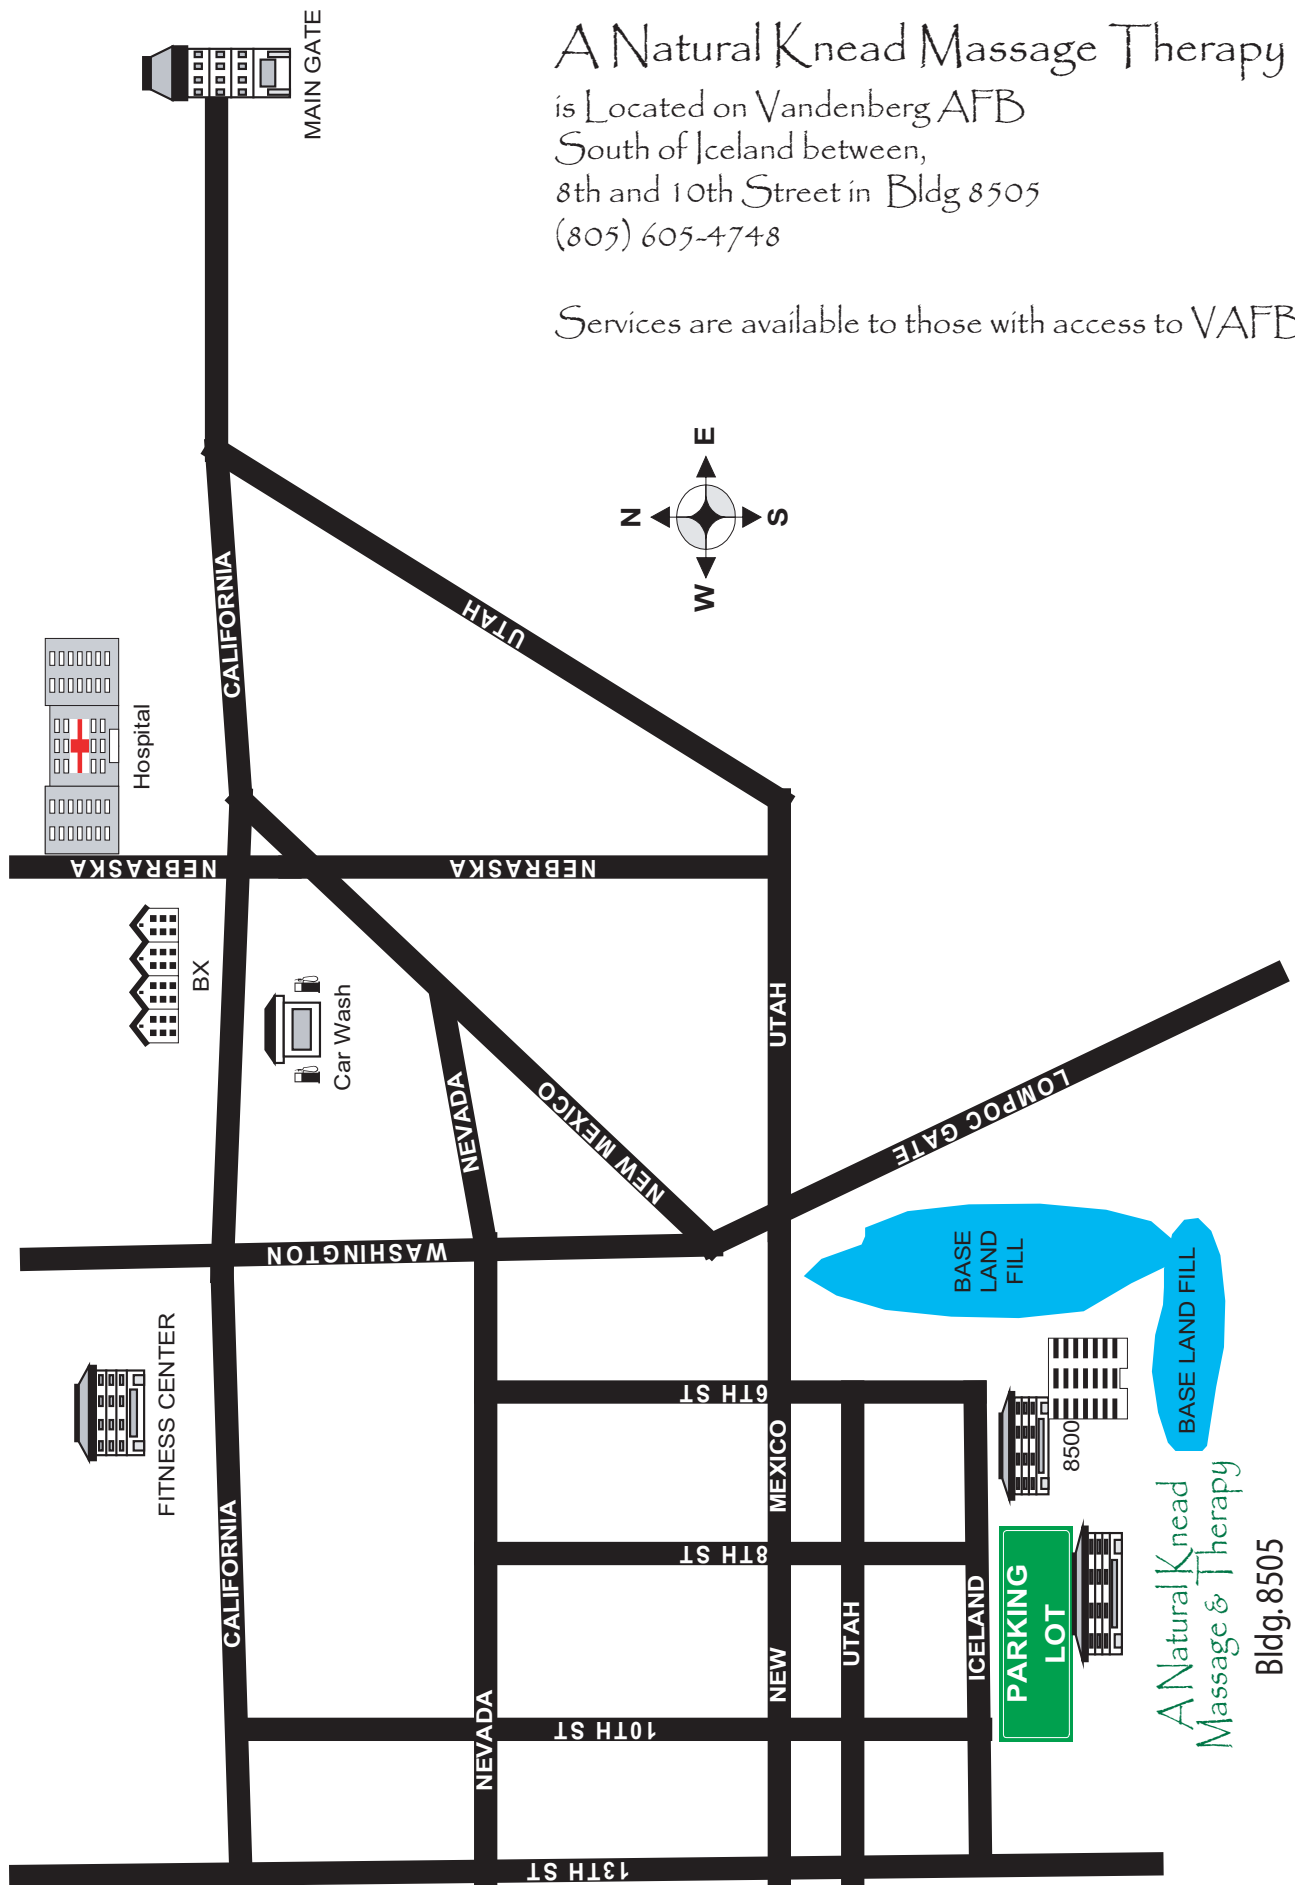 A Natural Knead Massage Therapy
is Located on Vandenberg AFB
South of Iceland between,
8th and 10th Street in Bldg 8505
(805) 605-4748
Services are available to those with access to VAFB
MAIN GATE
N
E
S
W
CALIFORNIA
UTAH
Hospital
NEBRASKA
NEBRASKA
BX
Car Wash
NEVADA
NEW MEXICO
UTAH
LOMPOC GATE
WASHINGTON
BASE
LAND
FILL
BASE LAND FILL
FITNESS CENTER
6TH ST
MEXICO
8500
CALIFORNIA
8TH ST
NEW
UTAH
ICELAND
PARKING
LOT
A Natural Knead
Massage & Therapy
Bldg. 8505
NEVADA
10TH ST
13TH ST